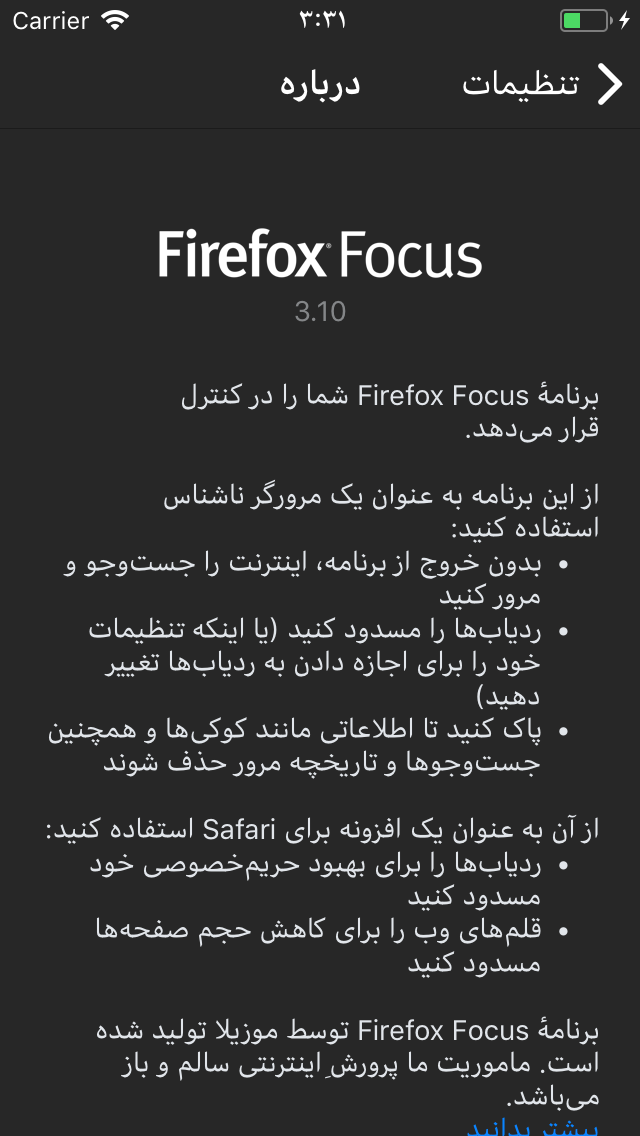 Carrier ۳:۳۱
تنظیمات درباره
Firefox Focus
3.10
برنامهٔ Firefox Focus شما را در کنترل
قرار می‌دهد.
از این برنامه به عنوان یک مرورگر ناشناس
استفاده کنید:
• بدون خروج از برنامه، اینترنت را جست‌وجو و
مرور کنید
• ردیاب‌ها را مسدود کنید (یا اینکه تنظیمات
خود را برای اجازه دادن به ردیاب‌ها تغییر
دهید)
• پاک کنید تا اطلاعاتی مانند کوکی‌ها و همچنین
جست‌وجوها و تاریخچه مرور حذف شوند
از آن به عنوان یک افزونه برای Safari استفاده کنید:
• ردیاب‌ها را برای بهبود حریم‌خصوصی خود
مسدود کنید
• قلم‌های وب را برای کاهش حجم صفحه‌ها
مسدود کنید
برنامهٔ Firefox Focus توسط موزیلا تولید شده
است. ماموریت ما پرورشِ اینترنتی سالم و باز
می‌باشد.
بیشتر بدانید